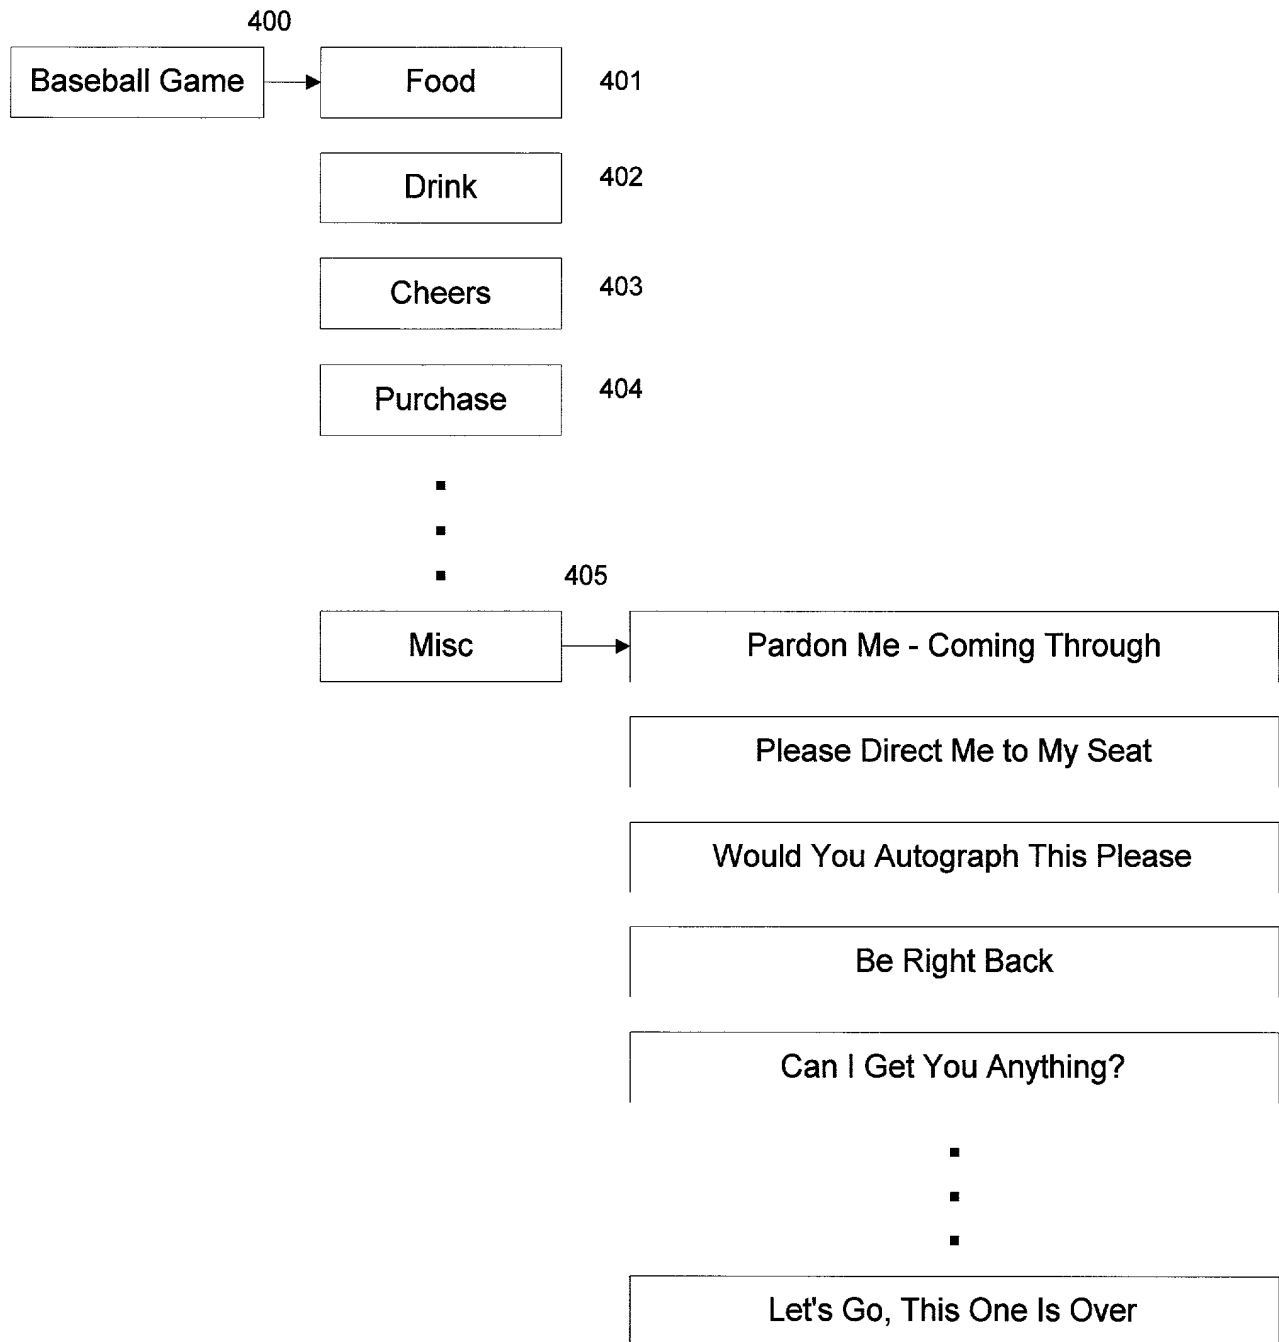 400
Baseball Game
Food
401
Drink
402
Cheers
403
Purchase
404
405
Misc
Pardon Me - Coming Through
Please Direct Me to My Seat
Would You Autograph This Please
Be Right Back
Can I Get You Anything?
Let's Go, This One Is Over